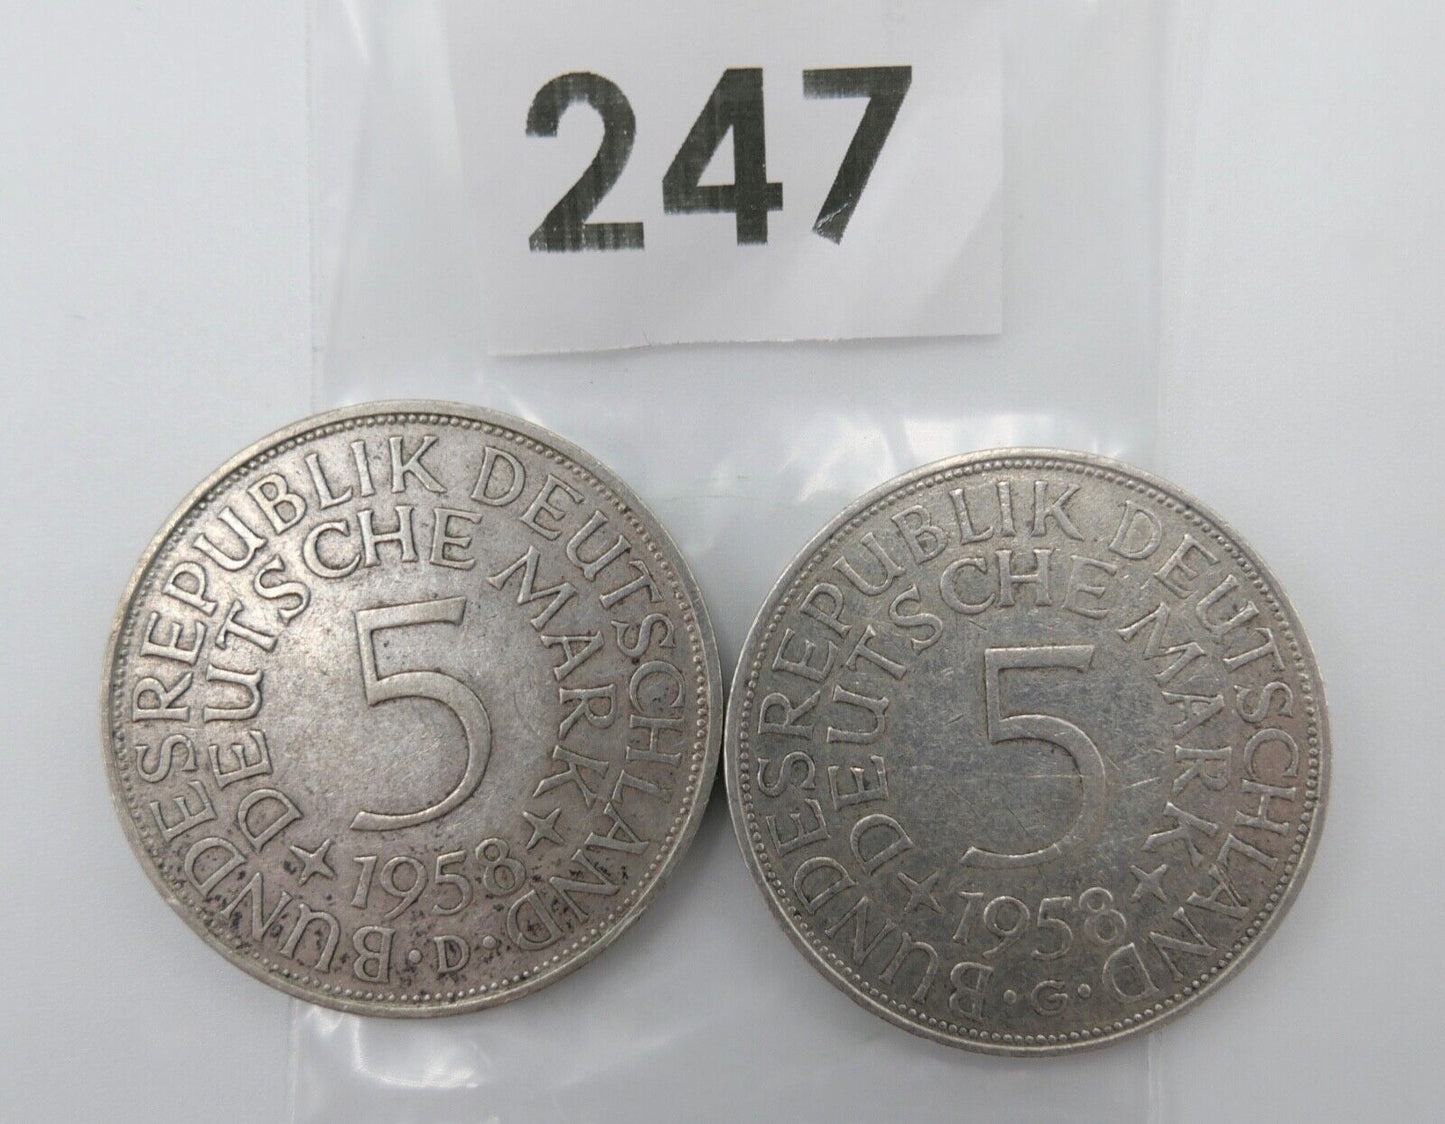 247
BUNDESREPUBLIK DEUTSCHLAND
DEUTSCHE MARK
5
1958
· D ·
BUNDESREPUBLIK DEUTSCHLAND
DEUTSCHE MARK
5
1958
· G ·